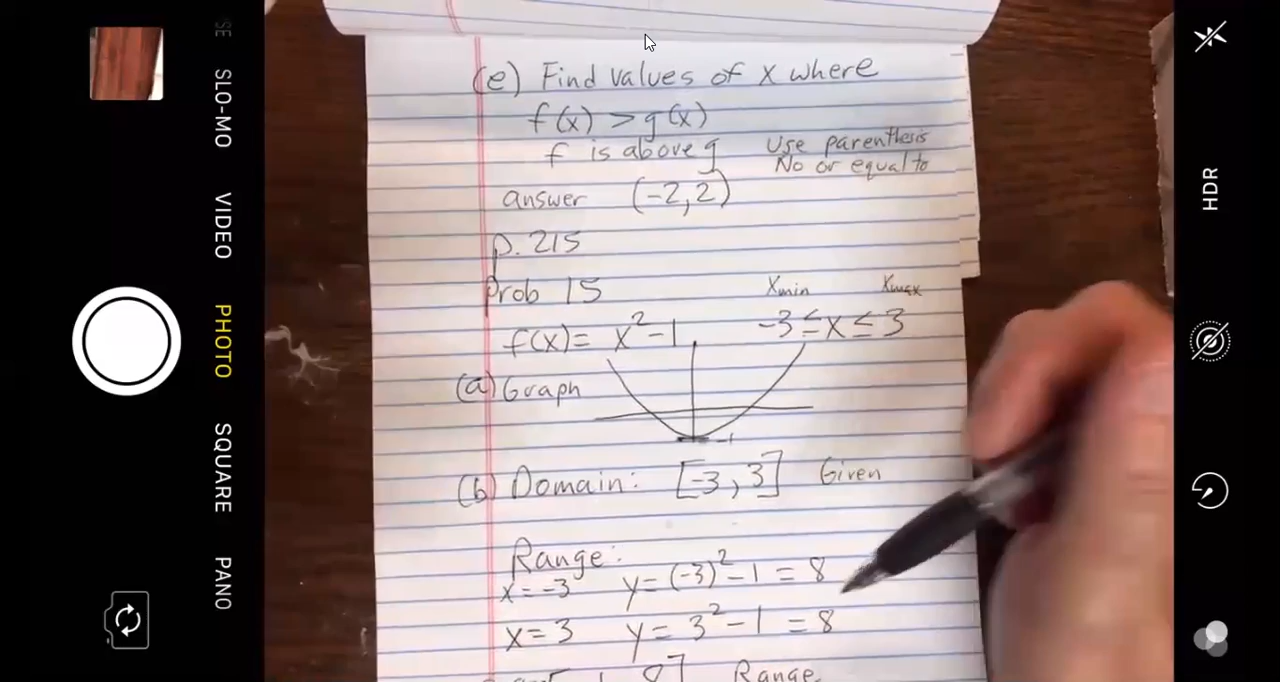 (e) Find values of x where
f(x) > g(x)
f is above g
Use parenthesis
No or equal to
answer (-2,2)
p. 215
Prob 15
Xmin Xmax
f(x)= x²-1 -3 ≤ x ≤ 3
(a) Graph
-1
(b) Domain: [-3, 3] Given
Range:
x = -3 y = (-3)² - 1 = 8
x = 3 y = 3² - 1 = 8
8] Range
SLO-MO
VIDEO
PHOTO
SQUARE
PANO
HDR